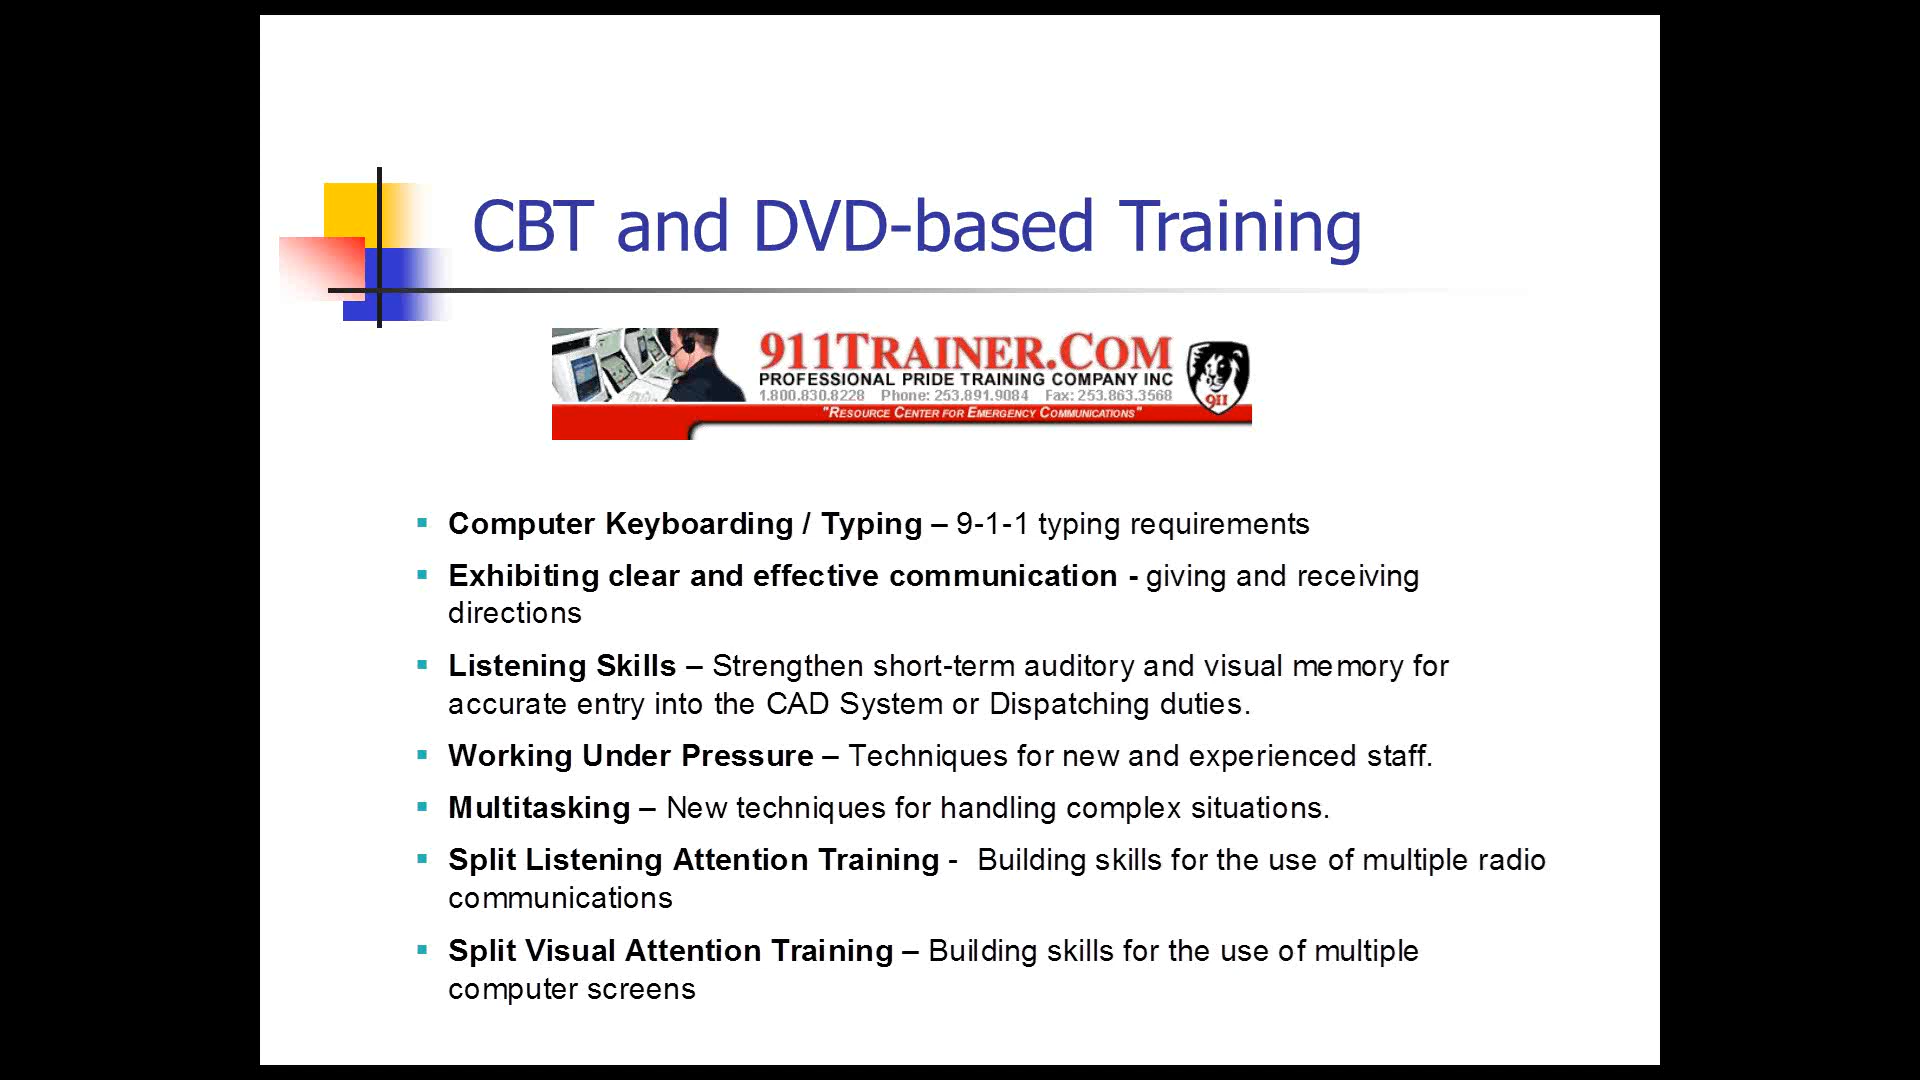 CBT and DVD-based Training
911TRAINER.COM
PROFESSIONAL PRIDE TRAINING COMPANY INC
1.800.830.8228 Phone: 253.891.9084 Fax: 253.863.3568
911
"RESOURCE CENTER FOR EMERGENCY COMMUNICATIONS"
▪ Computer Keyboarding / Typing – 9-1-1 typing requirements
▪ Exhibiting clear and effective communication - giving and receiving
directions
▪ Listening Skills – Strengthen short-term auditory and visual memory for
accurate entry into the CAD System or Dispatching duties.
▪ Working Under Pressure – Techniques for new and experienced staff.
▪ Multitasking – New techniques for handling complex situations.
▪ Split Listening Attention Training - Building skills for the use of multiple radio
communications
▪ Split Visual Attention Training – Building skills for the use of multiple
computer screens